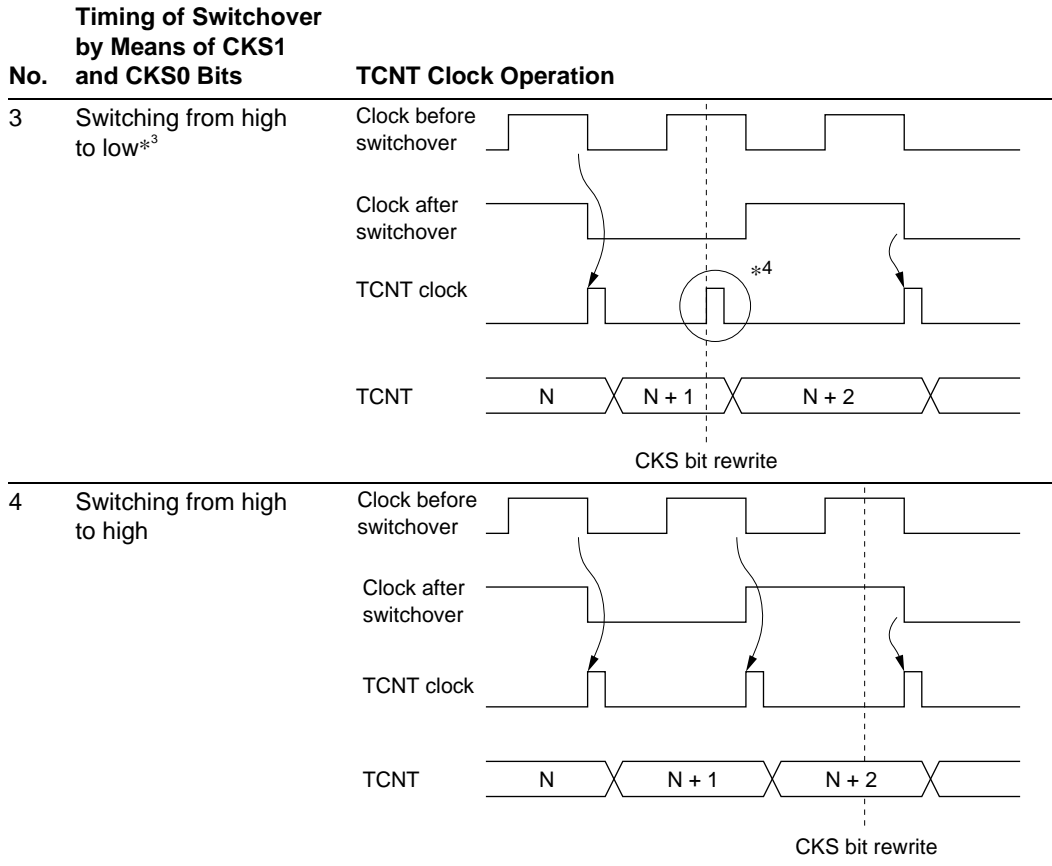 Timing of Switchover
by Means of CKS1
No. and CKS0 Bits TCNT Clock Operation
3 Switching from high
to low*3
Clock before
switchover
Clock after
switchover
TCNT clock
*4
TCNT N N + 1 N + 2
CKS bit rewrite
4 Switching from high
to high
Clock before
switchover
Clock after
switchover
TCNT clock
TCNT N N + 1 N + 2
CKS bit rewrite